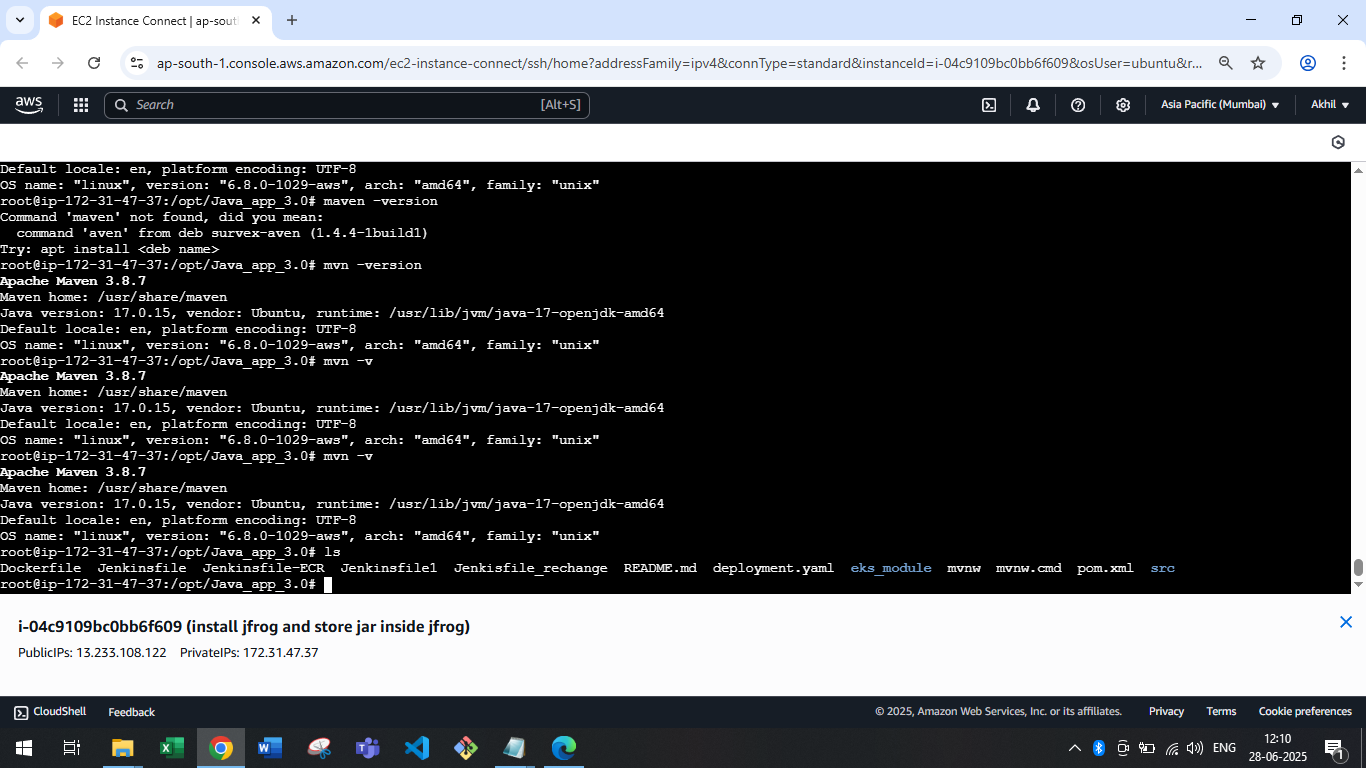 EC2 Instance Connect | ap-sout
ap-south-1.console.aws.amazon.com/ec2-instance-connect/ssh/home?addressFamily=ipv4&connType=standard&instanceId=i-04c9109bc0bb6f609&osUser=ubuntu&r...
aws Search [Alt+S] Asia Pacific (Mumbai) Akhil
Default locale: en, platform encoding: UTF-8
OS name: "linux", version: "6.8.0-1029-aws", arch: "amd64", family: "unix"
root@ip-172-31-47-37:/opt/Java_app_3.0# maven -version
Command 'maven' not found, did you mean:
  command 'aven' from deb survex-aven (1.4.4-1build1)
Try: apt install <deb name>
root@ip-172-31-47-37:/opt/Java_app_3.0# mvn -version
Apache Maven 3.8.7
Maven home: /usr/share/maven
Java version: 17.0.15, vendor: Ubuntu, runtime: /usr/lib/jvm/java-17-openjdk-amd64
Default locale: en, platform encoding: UTF-8
OS name: "linux", version: "6.8.0-1029-aws", arch: "amd64", family: "unix"
root@ip-172-31-47-37:/opt/Java_app_3.0# mvn -v
Apache Maven 3.8.7
Maven home: /usr/share/maven
Java version: 17.0.15, vendor: Ubuntu, runtime: /usr/lib/jvm/java-17-openjdk-amd64
Default locale: en, platform encoding: UTF-8
OS name: "linux", version: "6.8.0-1029-aws", arch: "amd64", family: "unix"
root@ip-172-31-47-37:/opt/Java_app_3.0# mvn -v
Apache Maven 3.8.7
Maven home: /usr/share/maven
Java version: 17.0.15, vendor: Ubuntu, runtime: /usr/lib/jvm/java-17-openjdk-amd64
Default locale: en, platform encoding: UTF-8
OS name: "linux", version: "6.8.0-1029-aws", arch: "amd64", family: "unix"
root@ip-172-31-47-37:/opt/Java_app_3.0# ls
Dockerfile  Jenkinsfile  Jenkinsfile-ECR  Jenkinsfile1  Jenkisfile_rechange  README.md  deployment.yaml  eks_module  mvnw  mvnw.cmd  pom.xml  src
root@ip-172-31-47-37:/opt/Java_app_3.0#
i-04c9109bc0bb6f609 (install jfrog and store jar inside jfrog)
PublicIPs: 13.233.108.122 PrivateIPs: 172.31.47.37
CloudShell Feedback © 2025, Amazon Web Services, Inc. or its affiliates. Privacy Terms Cookie preferences
ENG 12:10
28-06-2025 1